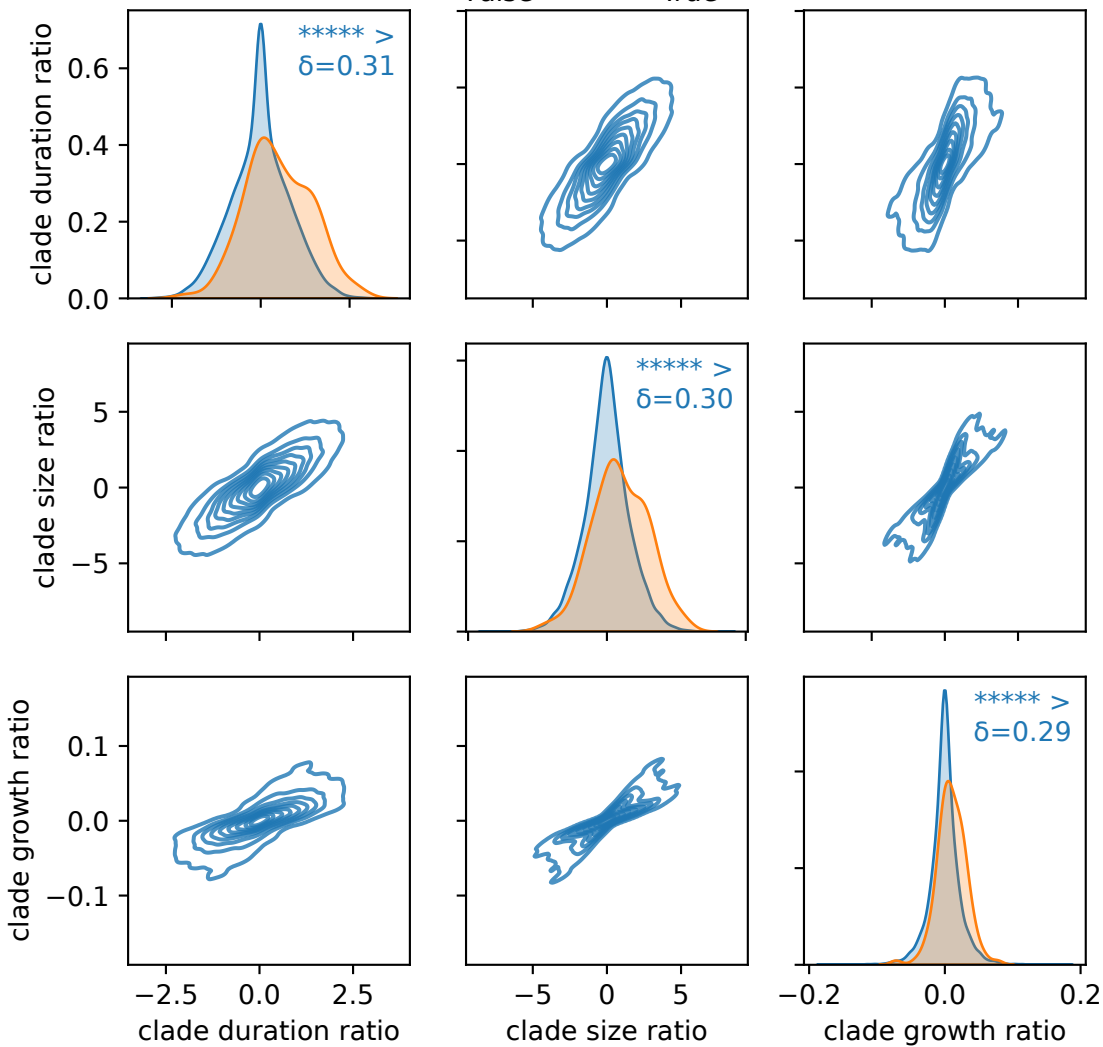 False True
***** >
δ=0.31
clade duration ratio
0.6
0.4
0.2
0.0
***** >
δ=0.30
clade size ratio
5
0
−5
***** >
δ=0.29
clade growth ratio
0.1
0.0
−0.1
−2.5 0.0 2.5
−5 0 5
−0.2 0.0 0.2
clade duration ratio
clade size ratio
clade growth ratio